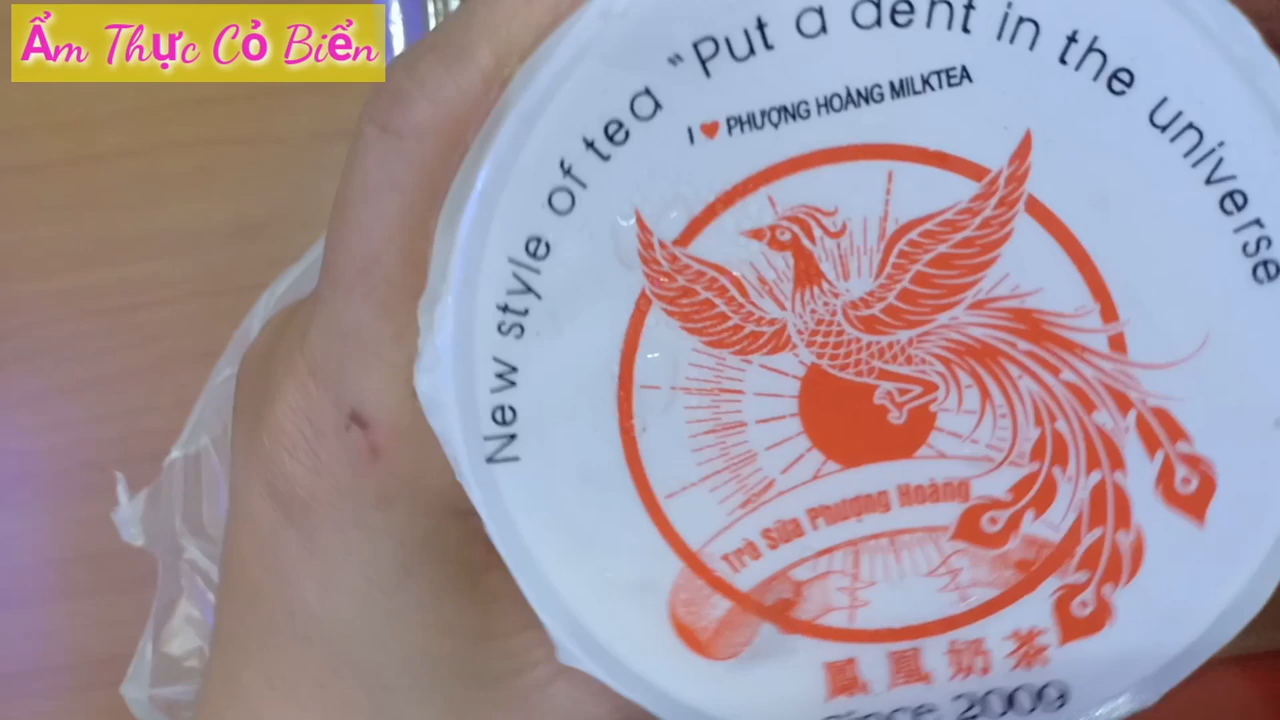 Ẩm Thực Cỏ Biển
New style of tea "Put a dent in the universe
I ❤ PHƯỢNG HOÀNG MILKTEA
Trà Sữa Phượng Hoàng
鳳凰奶茶
Since 2009